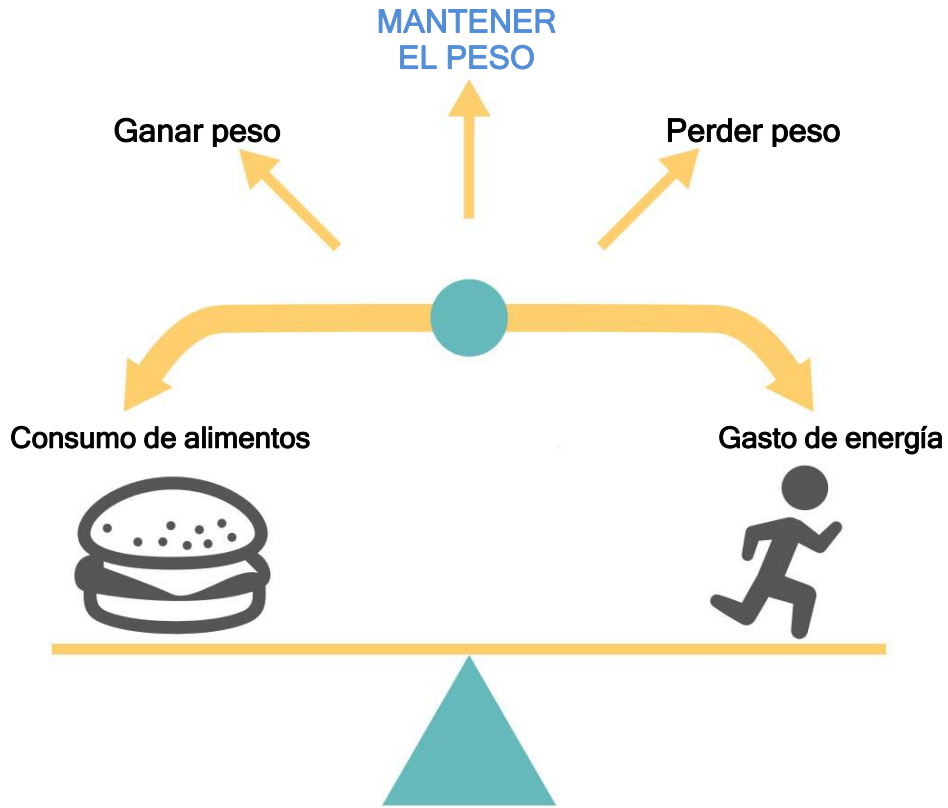 MANTENER
EL PESO
Ganar peso
Perder peso
Consumo de alimentos
Gasto de energía